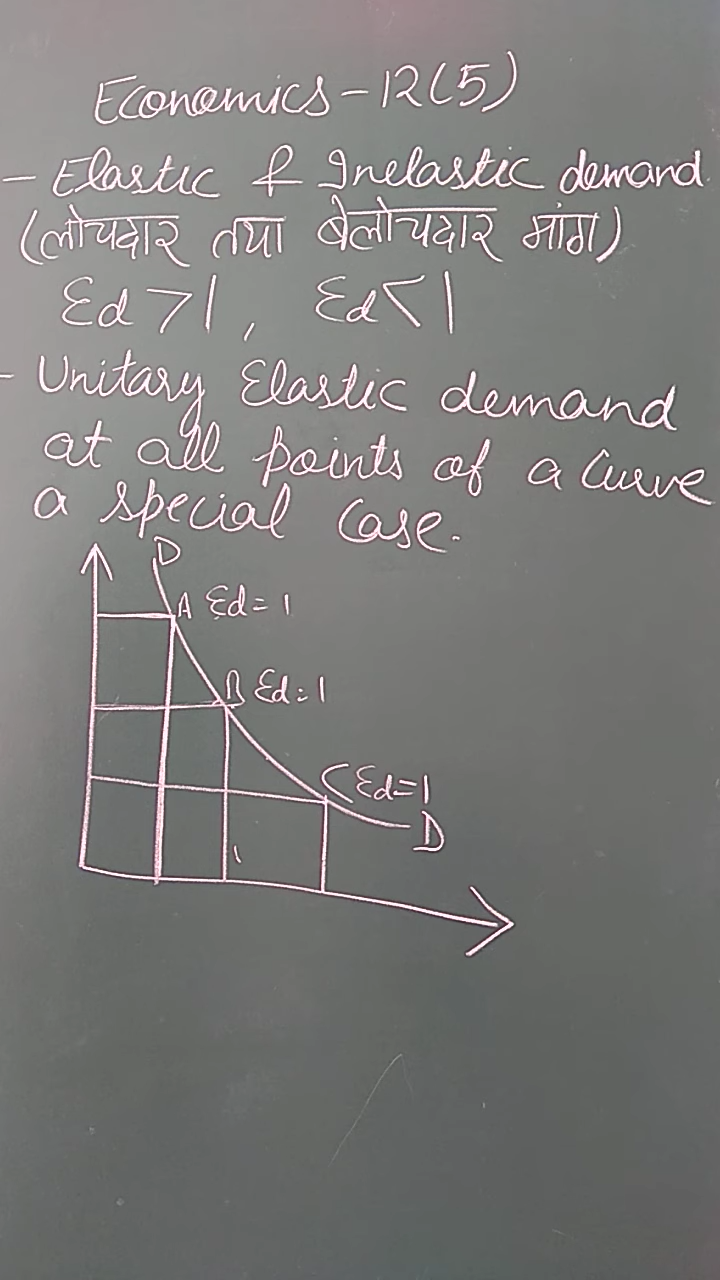 Economics - 12(5)
- Elastic & Inelastic demand
(लोचदार तथा बेलोचदार मांग)
Ed > 1, Ed < 1
- Unitary Elastic demand
at all points of a Curve
a special Case.
D
A Ed = 1
B Ed = 1
C Ed = 1
D